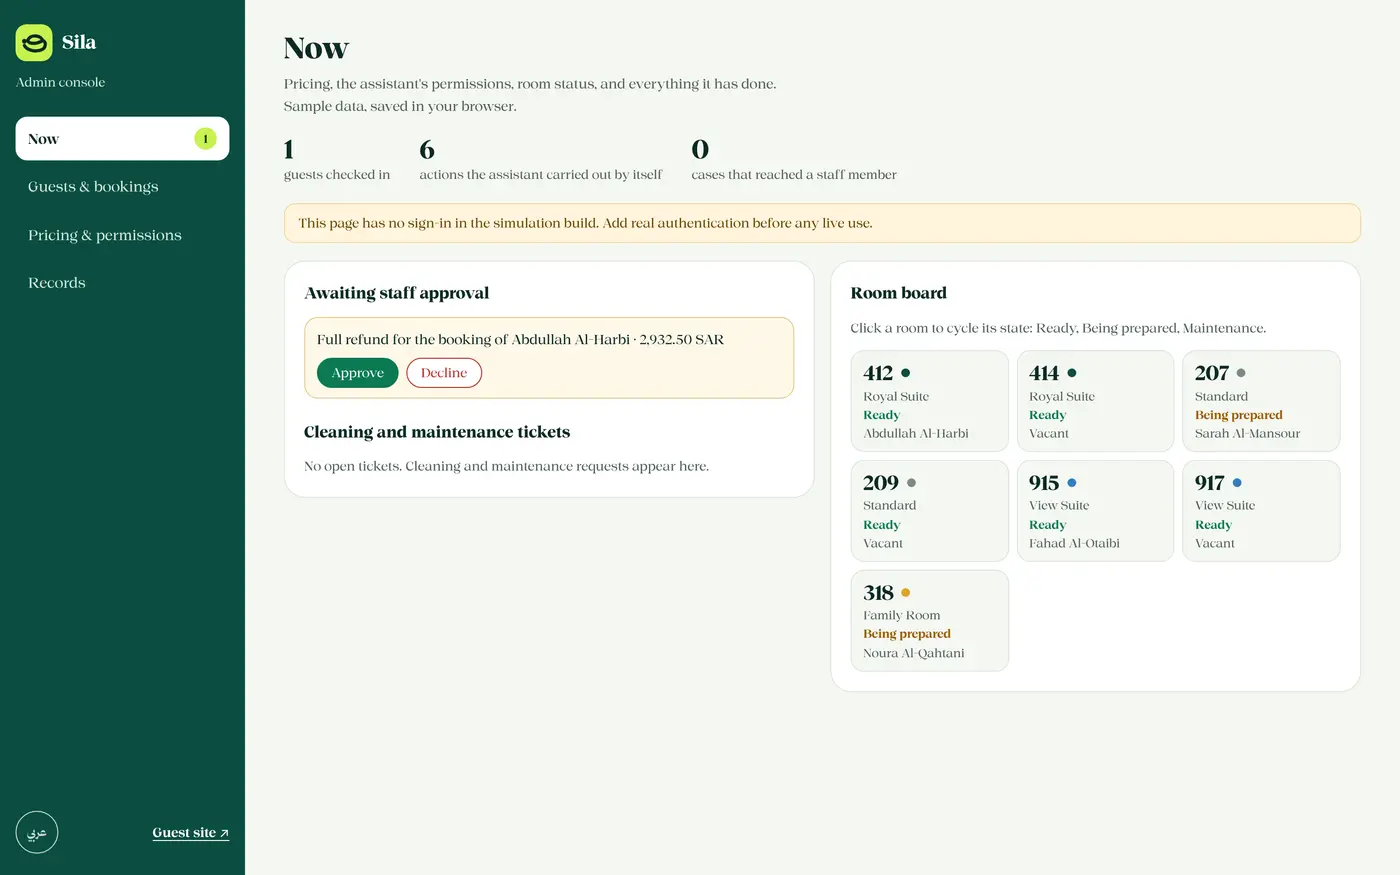 Sila
Admin console
Now 1
Guests & bookings
Pricing & permissions
Records
عربي
Guest site ↗
Now
Pricing, the assistant's permissions, room status, and everything it has done.
Sample data, saved in your browser.
1
guests checked in
6
actions the assistant carried out by itself
0
cases that reached a staff member
This page has no sign-in in the simulation build. Add real authentication before any live use.
Awaiting staff approval
Full refund for the booking of Abdullah Al-Harbi · 2,932.50 SAR
Approve
Decline
Cleaning and maintenance tickets
No open tickets. Cleaning and maintenance requests appear here.
Room board
Click a room to cycle its state: Ready, Being prepared, Maintenance.
412
Royal Suite
Ready
Abdullah Al-Harbi
414
Royal Suite
Ready
Vacant
207
Standard
Being prepared
Sarah Al-Mansour
209
Standard
Ready
Vacant
915
View Suite
Ready
Fahad Al-Otaibi
917
View Suite
Ready
Vacant
318
Family Room
Being prepared
Noura Al-Qahtani